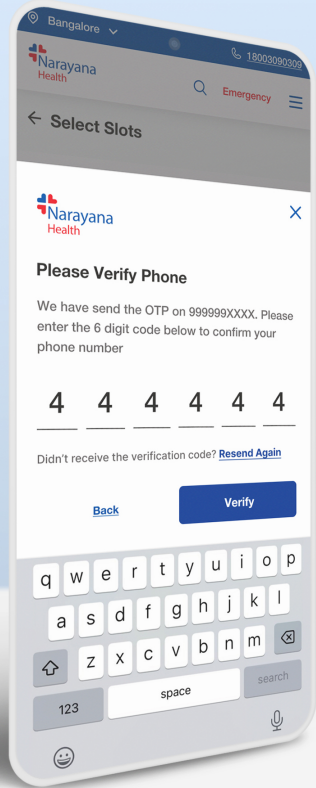 Bangalore
18003090309
Narayana
Health
Emergency
Select Slots
Narayana
Health
Please Verify Phone
We have send the OTP on 999999XXXX. Please
enter the 6 digit code below to confirm your
phone number
4 4 4 4 4 4
Didn't receive the verification code? Resend Again
Back
Verify
q w e r t y u i o p
a s d f g h j k l
z x c v b n m
123
space
search